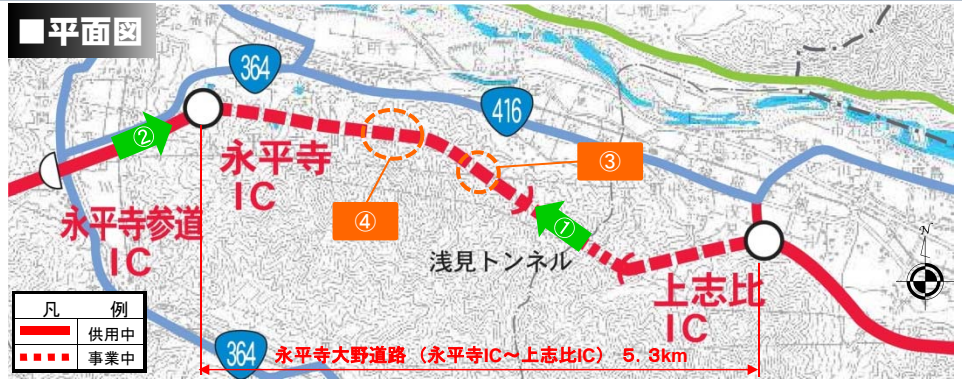 ■平面図
364
416
②
永平寺
IC
③
④
①
永平寺参道
IC
浅見トンネル
上志比
IC
N
凡 例
供用中
事業中
364
永平寺大野道路 (永平寺IC～上志比IC) 5. 3km